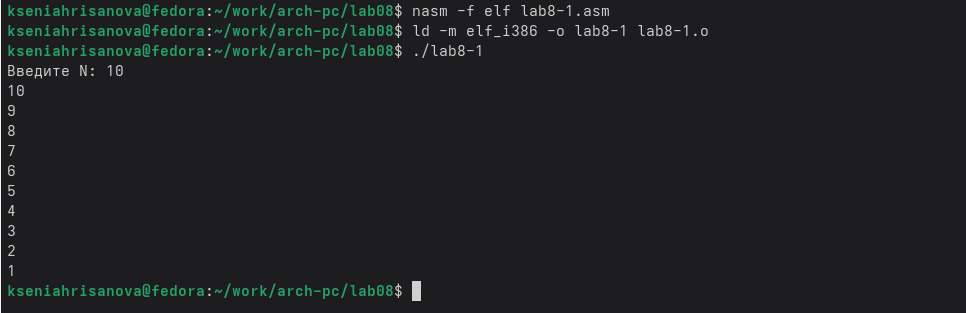 kseniahrisanova@fedora:~/work/arch-pc/lab08$ nasm -f elf lab8-1.asm
kseniahrisanova@fedora:~/work/arch-pc/lab08$ ld -m elf_i386 -o lab8-1 lab8-1.o
kseniahrisanova@fedora:~/work/arch-pc/lab08$ ./lab8-1
Введите N: 10
10
9
8
7
6
5
4
3
2
1
kseniahrisanova@fedora:~/work/arch-pc/lab08$